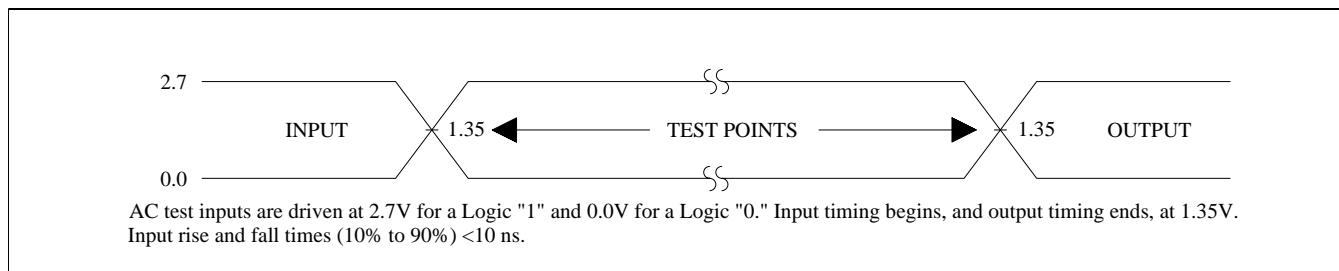 2.7
INPUT 1.35 TEST POINTS 1.35 OUTPUT
0.0
AC test inputs are driven at 2.7V for a Logic "1" and 0.0V for a Logic "0." Input timing begins, and output timing ends, at 1.35V.
Input rise and fall times (10% to 90%) <10 ns.